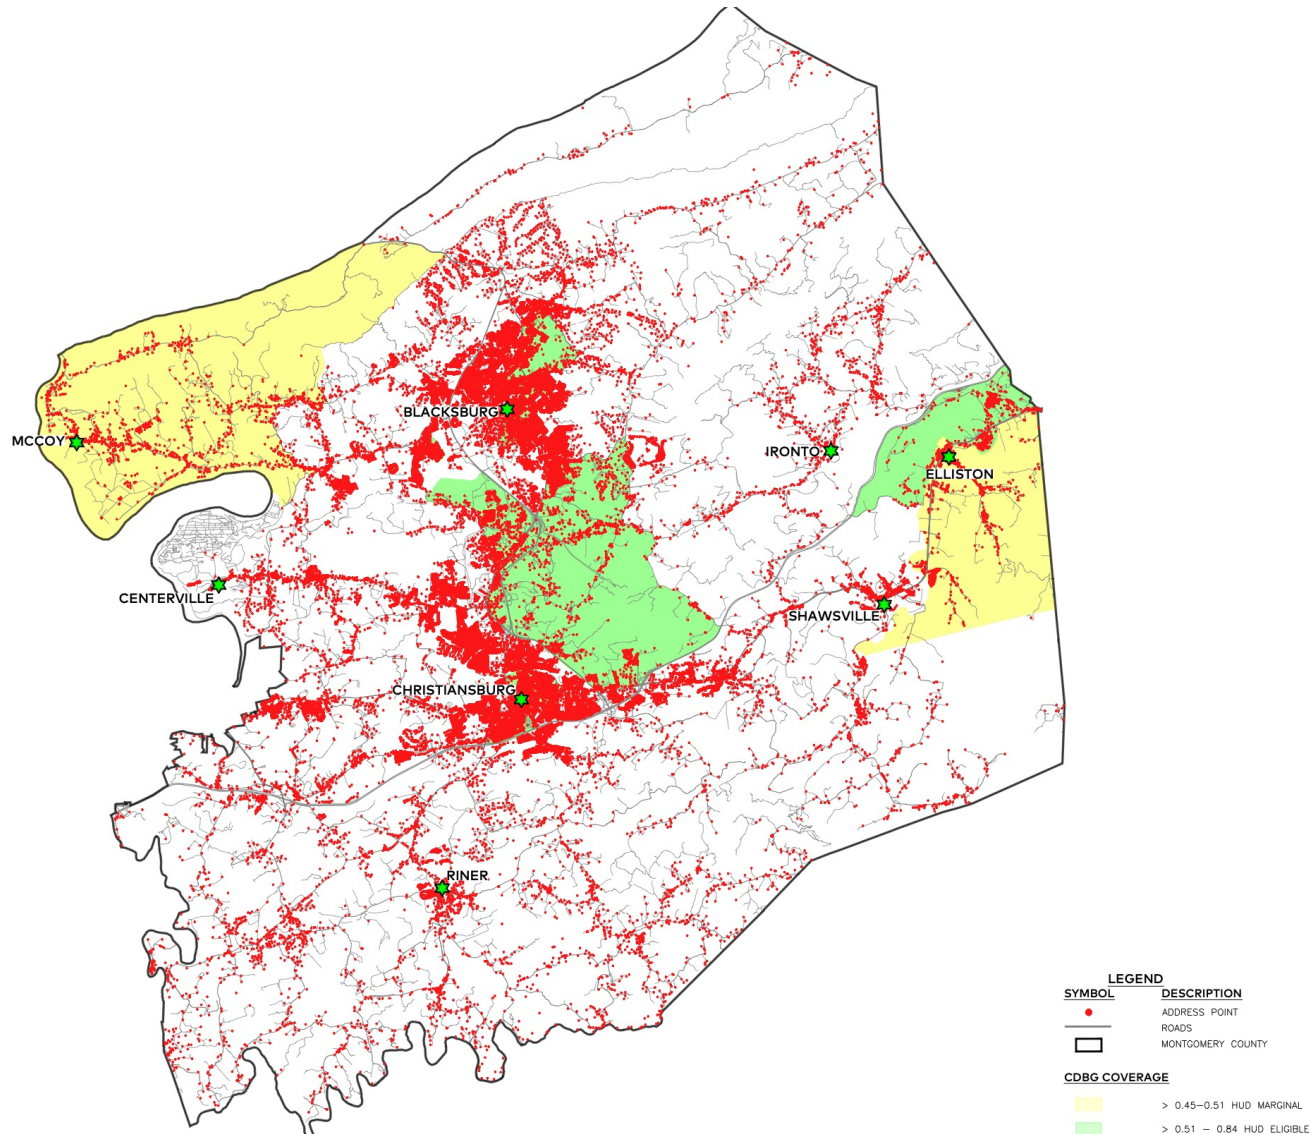 BLACKSBURG
MCCOY
IRONTO
ELLISTON
CENTERVILLE
SHAWSVILLE
CHRISTIANSBURG
RINER
LEGEND
SYMBOL DESCRIPTION
ADDRESS POINT
ROADS
MONTGOMERY COUNTY
CDBG COVERAGE
> 0.45-0.51 HUD MARGINAL
> 0.51 - 0.84 HUD ELIGIBLE